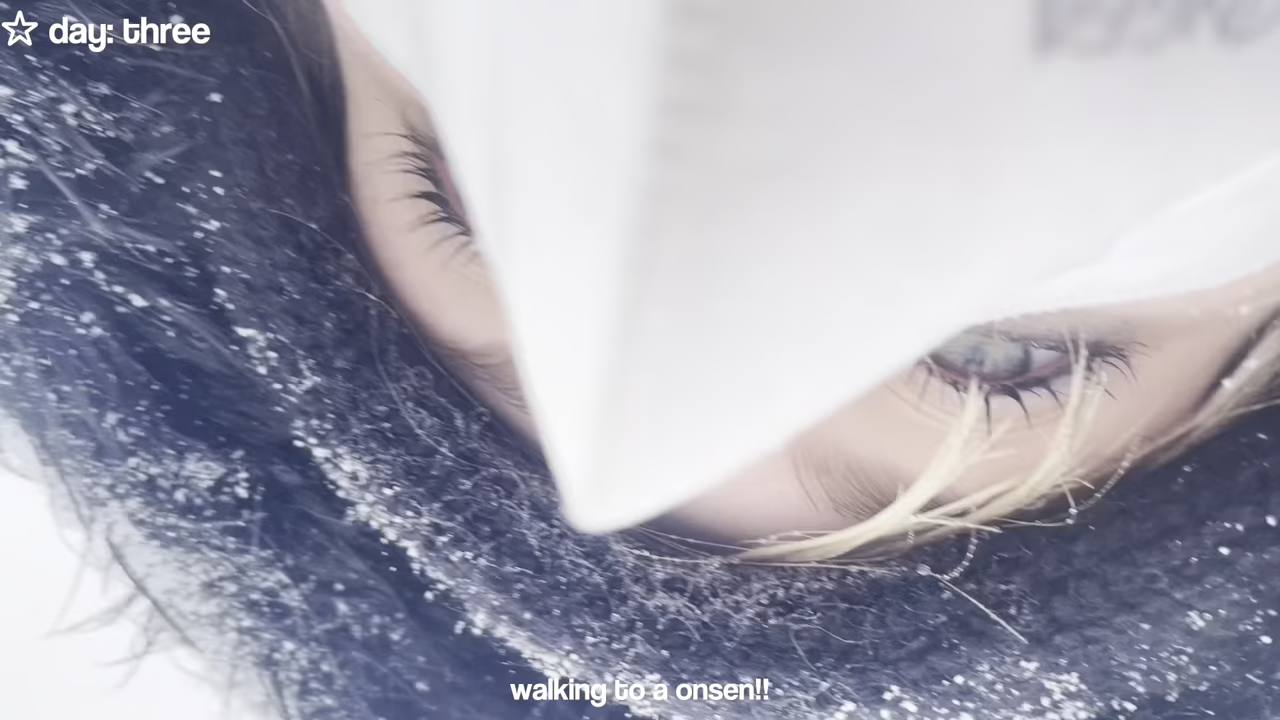 ☆ day: three
walking to a onsen!!